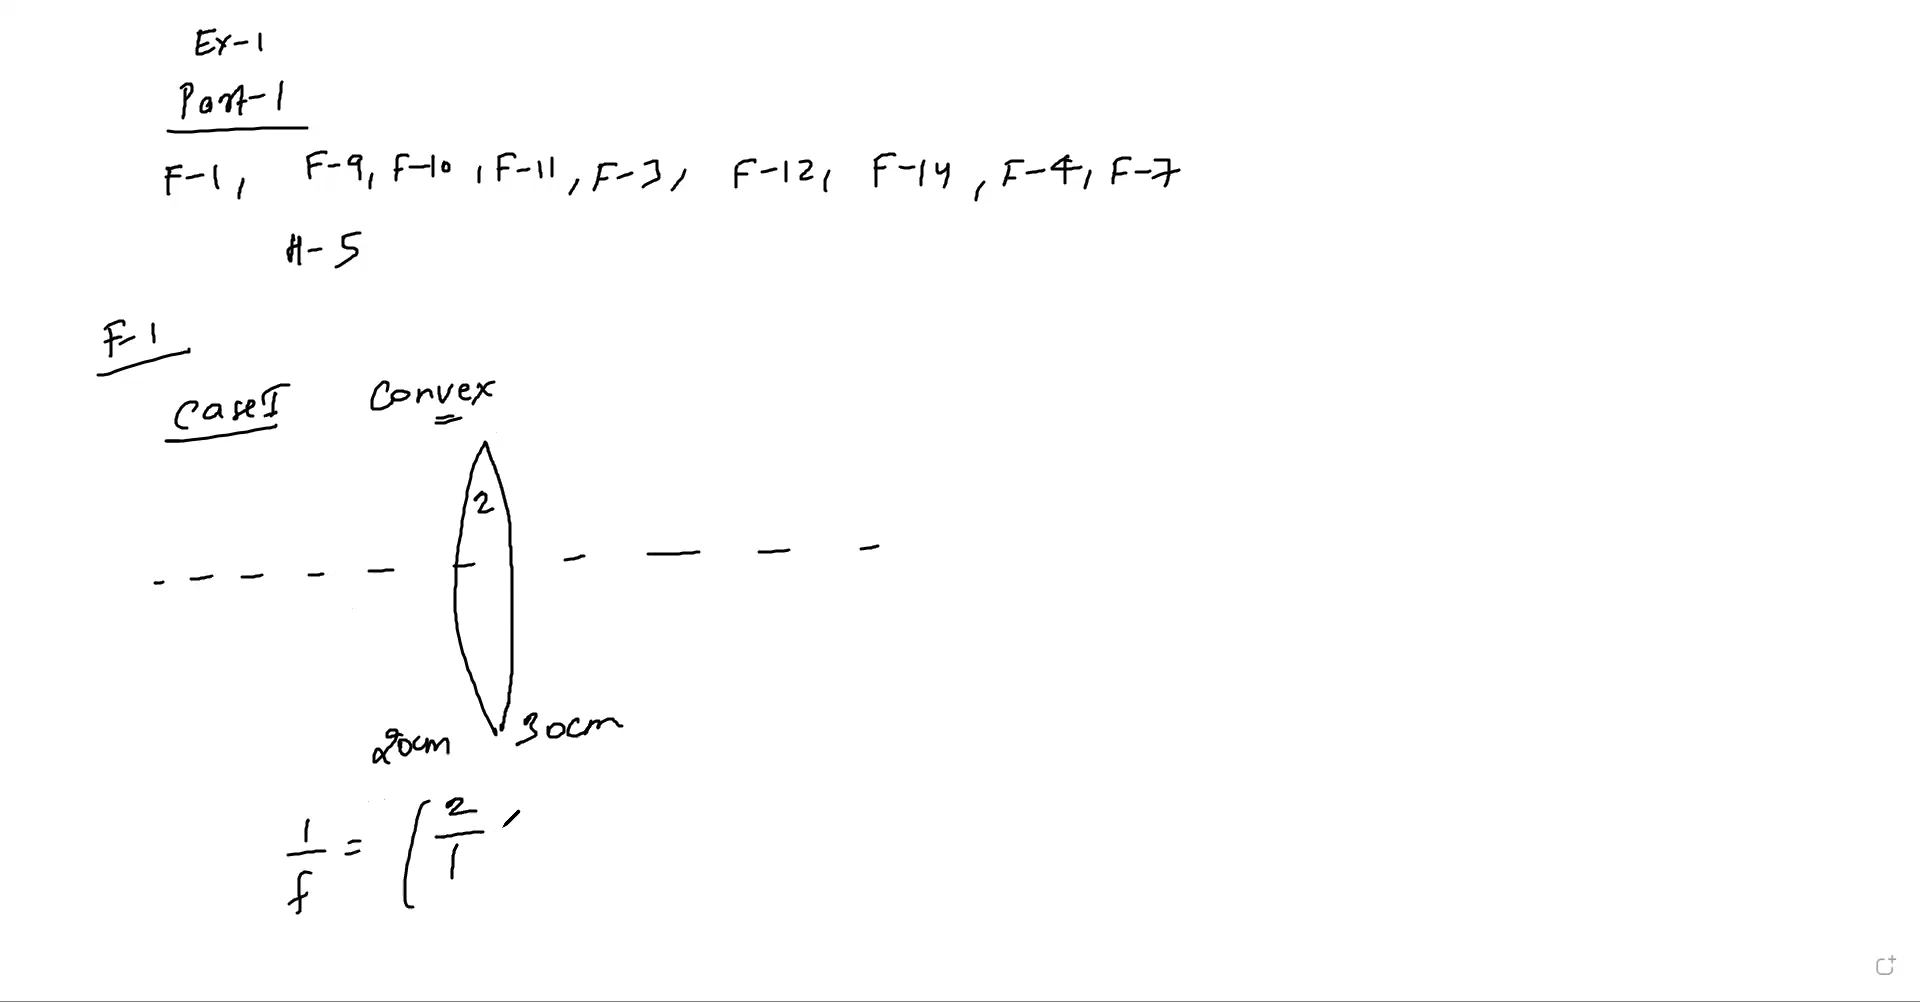 Ex-1
Part-1
F-1, F-9, F-10, F-11, F-3, F-12, F-14, F-4, F-7
H-5
F-1
Case I Convex
2
20cm 30cm
1/f = (2/1 -